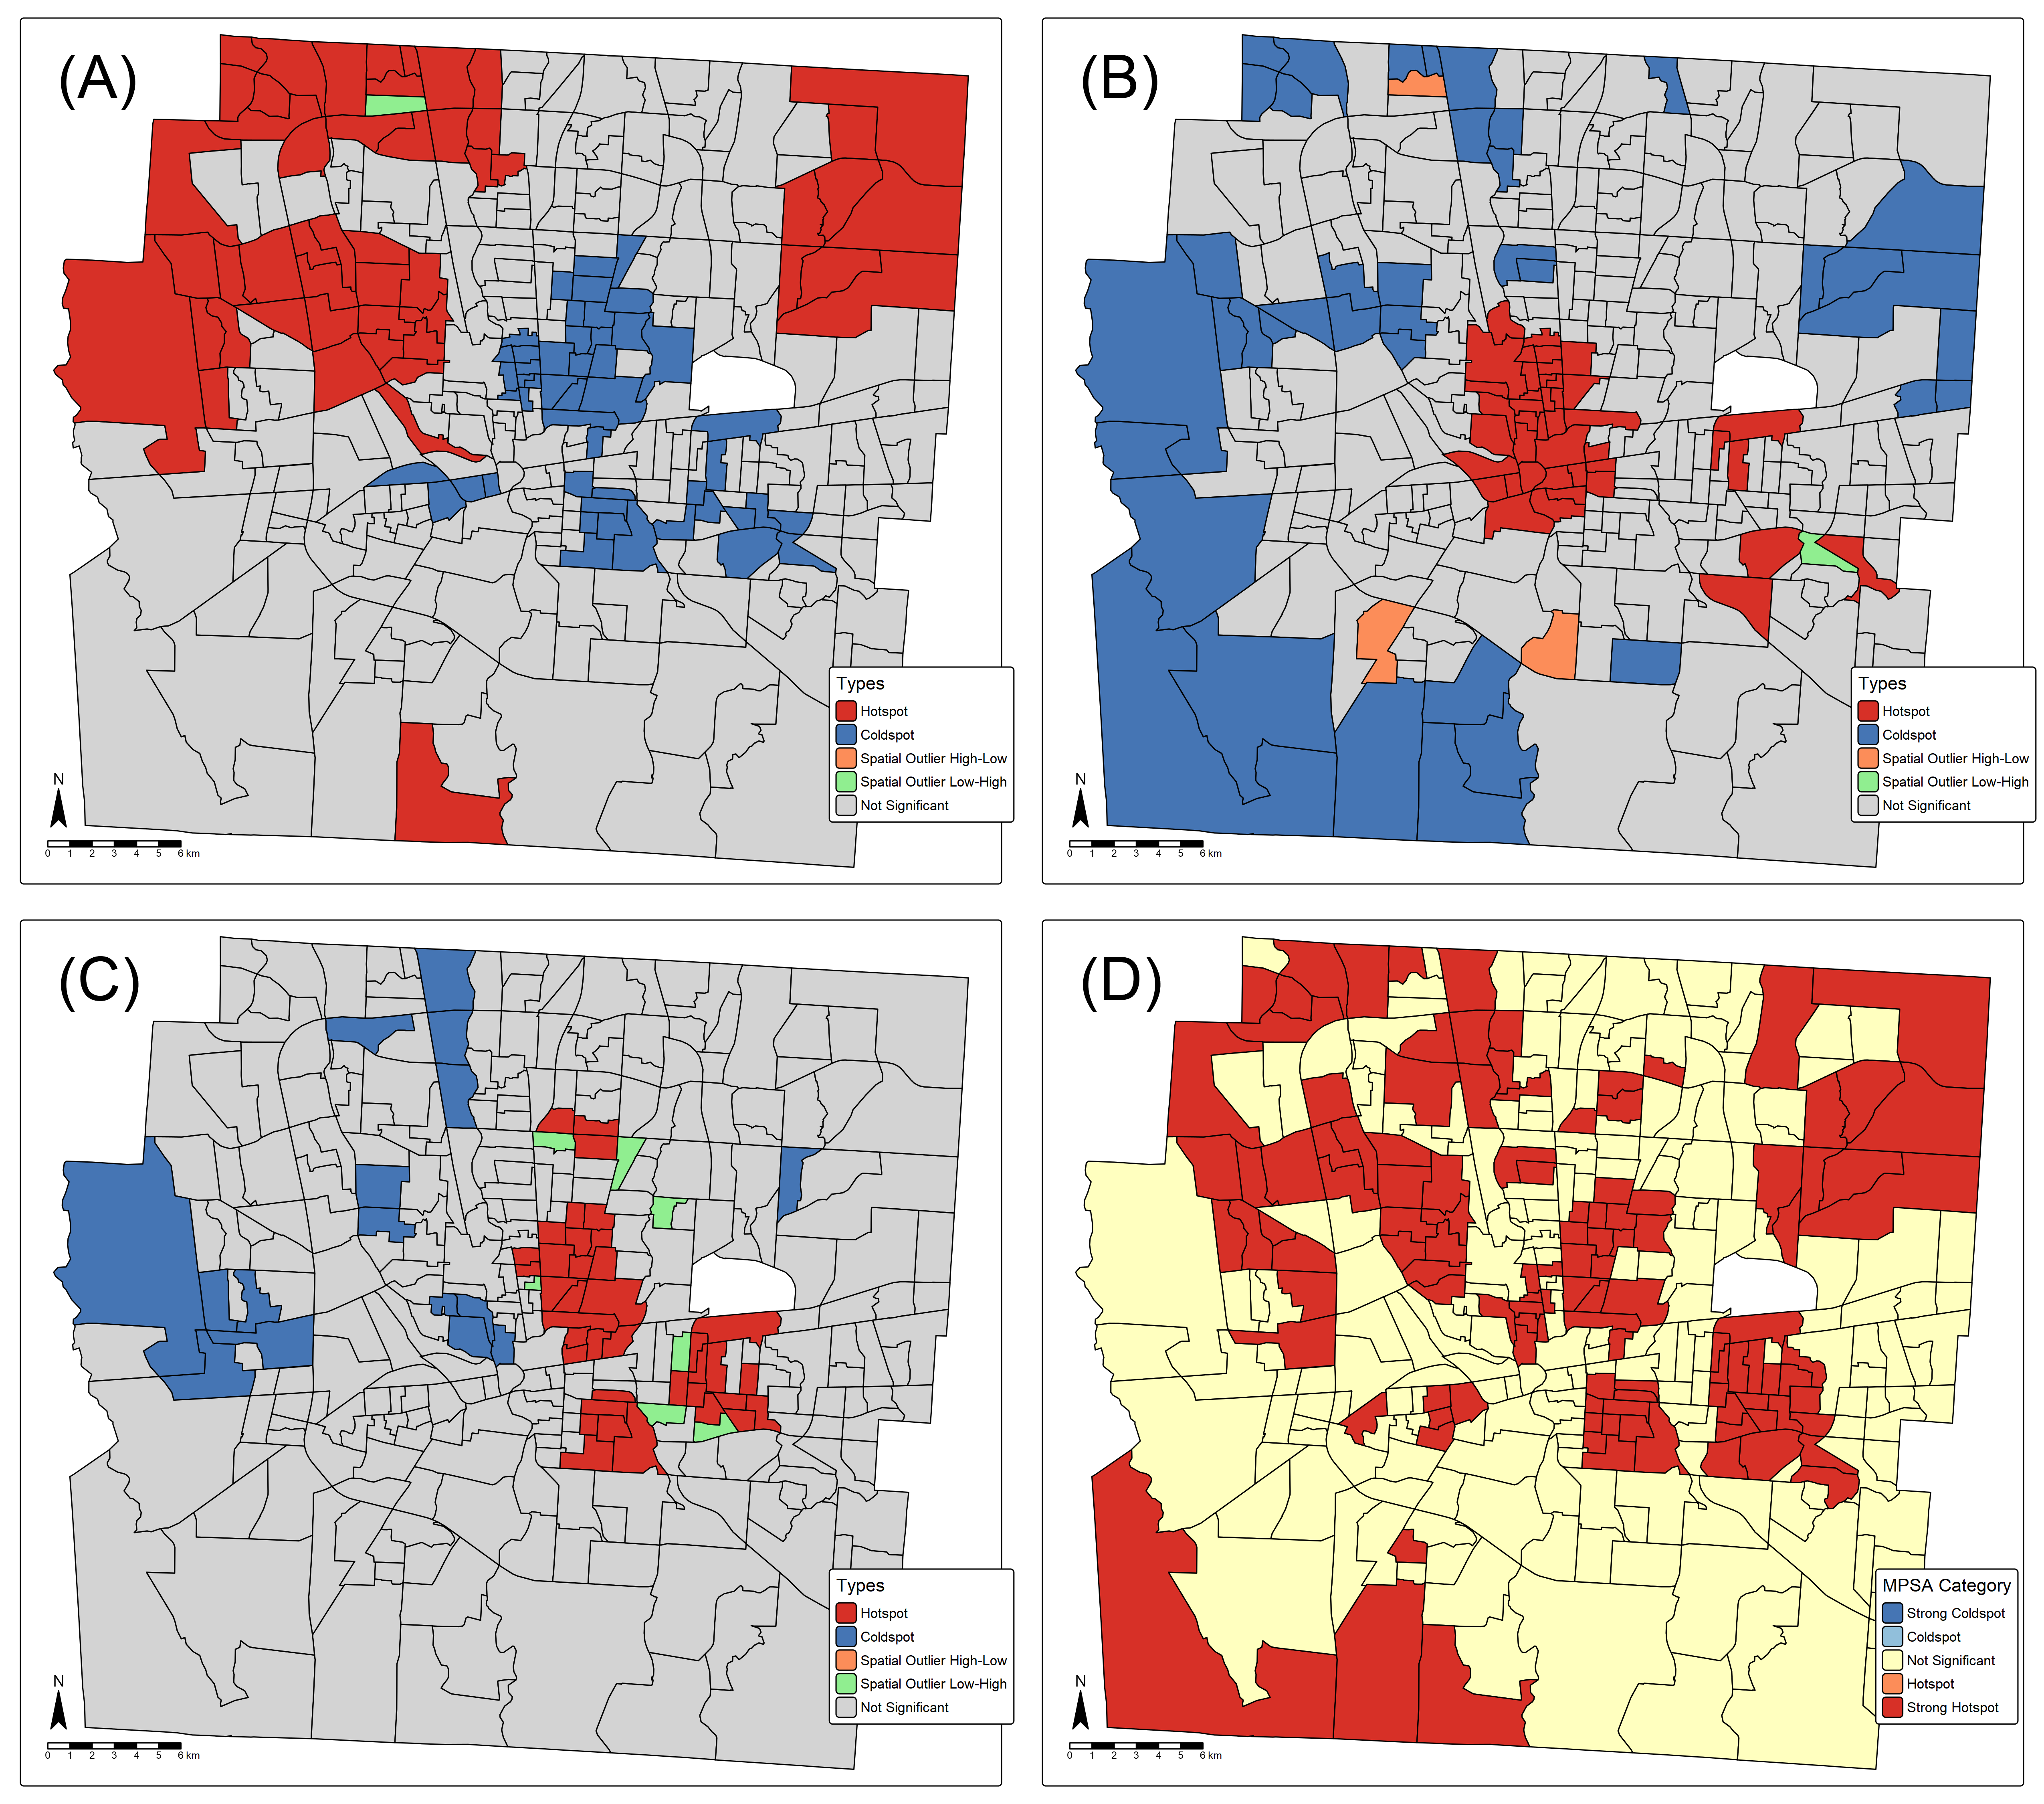 (A)
Types
Hotspot
Coldspot
Spatial Outlier High-Low
Spatial Outlier Low-High
Not Significant
N
0 1 2 3 4 5 6 km
(B)
Types
Hotspot
Coldspot
Spatial Outlier High-Low
Spatial Outlier Low-High
Not Significant
N
0 1 2 3 4 5 6 km
(C)
Types
Hotspot
Coldspot
Spatial Outlier High-Low
Spatial Outlier Low-High
Not Significant
N
0 1 2 3 4 5 6 km
(D)
MPSA Category
Strong Coldspot
Coldspot
Not Significant
Hotspot
Strong Hotspot
N
0 1 2 3 4 5 6 km